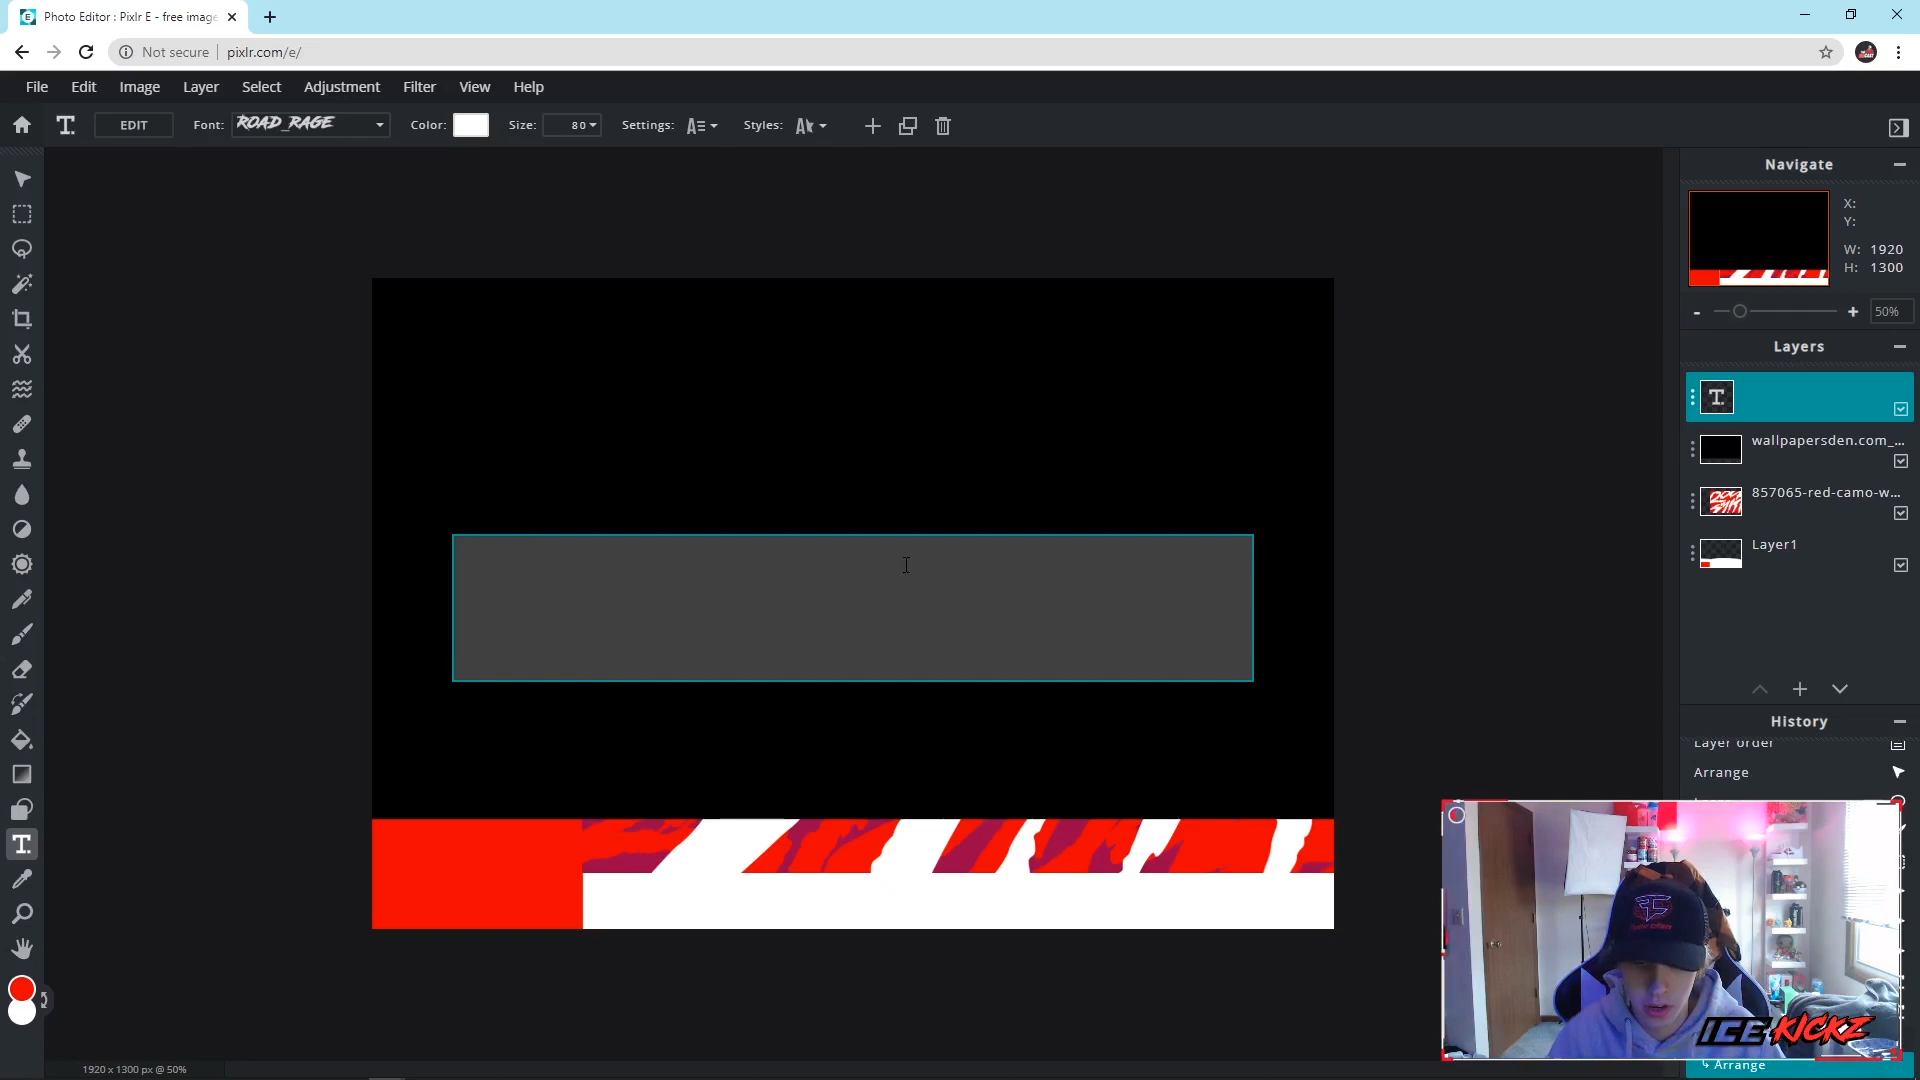 Photo Editor : Pixlr E - free image
Not secure pixlr.com/e/
File Edit Image Layer Select Adjustment Filter View Help
EDIT Font: ROAD_RAGE Color: Size: 80 Settings: Styles:
Navigate
X:
Y:
W: 1920
H: 1300
50%
Layers
wallpapersden.com_...
857065-red-camo-w...
Layer1
History
Layer order
Arrange
Arrange
ICE KICKZ
1920 x 1300 px @ 50%